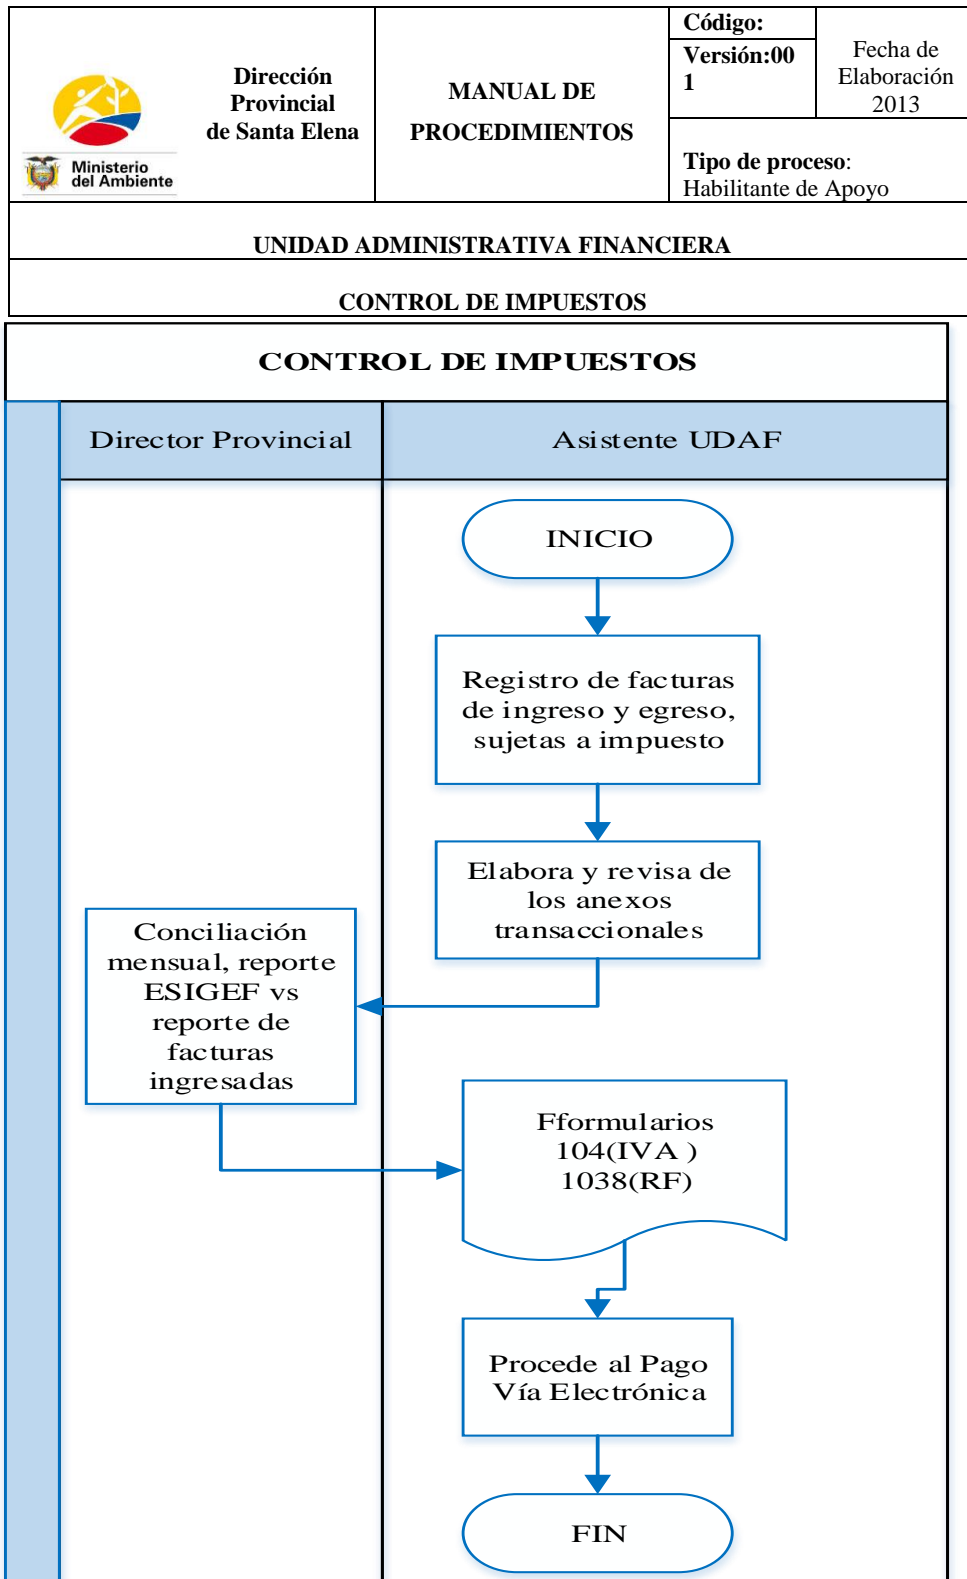 Ministerio
del Ambiente
Dirección
Provincial
de Santa Elena
MANUAL DE
PROCEDIMIENTOS
Código:
Versión:00
1
Fecha de
Elaboración
2013
Tipo de proceso:
Habilitante de Apoyo
UNIDAD ADMINISTRATIVA FINANCIERA
CONTROL DE IMPUESTOS
CONTROL DE IMPUESTOS
Director Provincial
Asistente UDAF
INICIO
Registro de facturas
de ingreso y egreso,
sujetas a impuesto
Elabora y revisa de
los anexos
transaccionales
Conciliación
mensual, reporte
ESIGEF vs
reporte de
facturas
ingresadas
Fformularios
104(IVA )
1038(RF)
Procede al Pago
Vía Electrónica
FIN